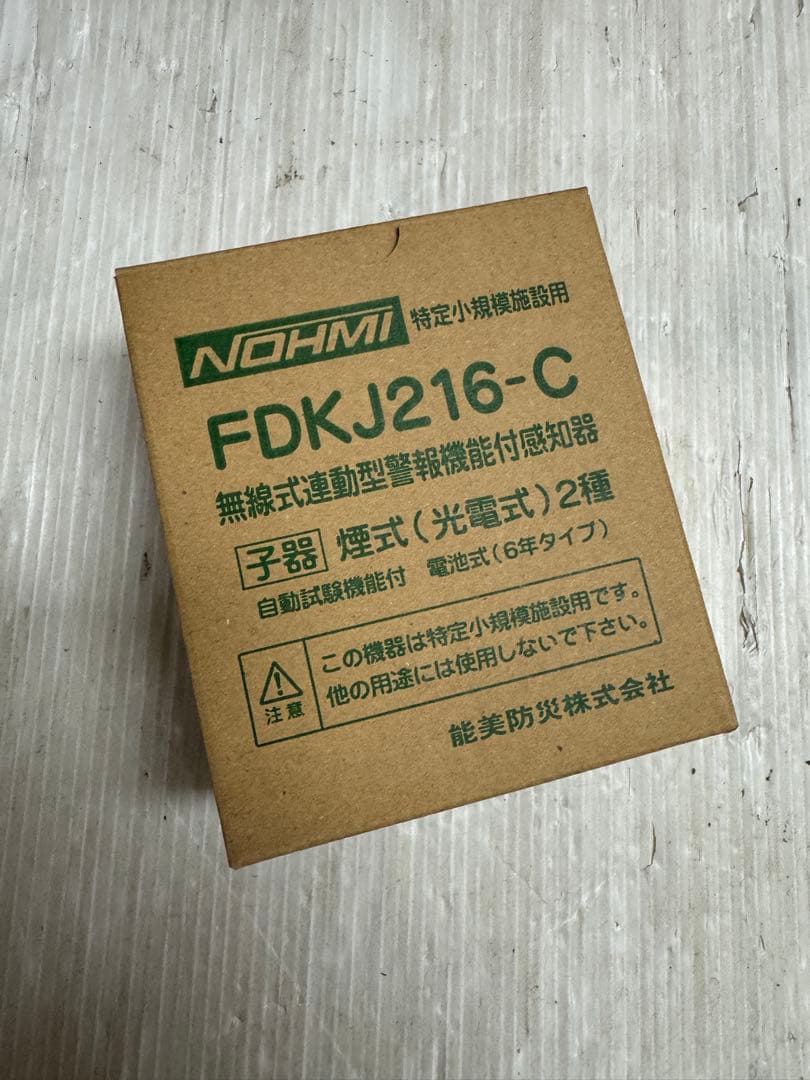 NOHMI 特定小規模施設用
FDKJ216-C
無線式連動型警報機能付感知器
子器 煙式(光電式)2種
自動試験機能付 電池式(6年タイプ)
この機器は特定小規模施設用です。
他の用途には使用しないで下さい。
注意
能美防災株式会社